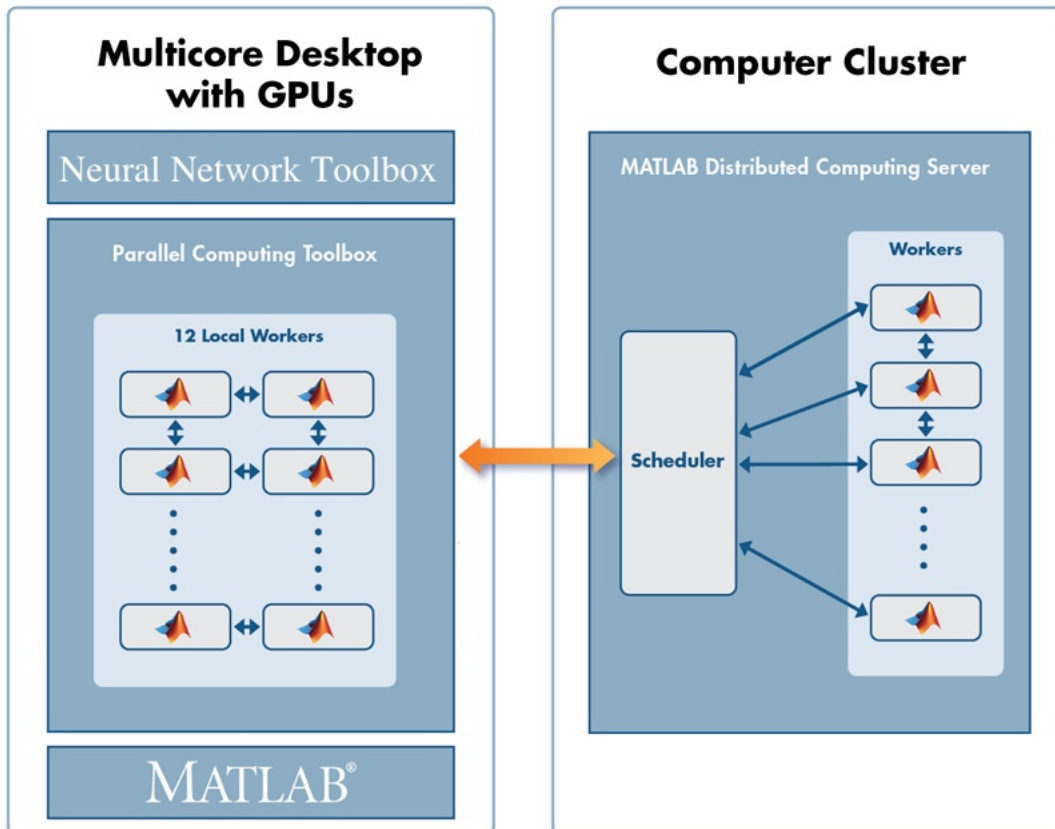 Multicore Desktop
with GPUs
Neural Network Toolbox
Parallel Computing Toolbox
12 Local Workers
MATLAB®
Computer Cluster
MATLAB Distributed Computing Server
Workers
Scheduler